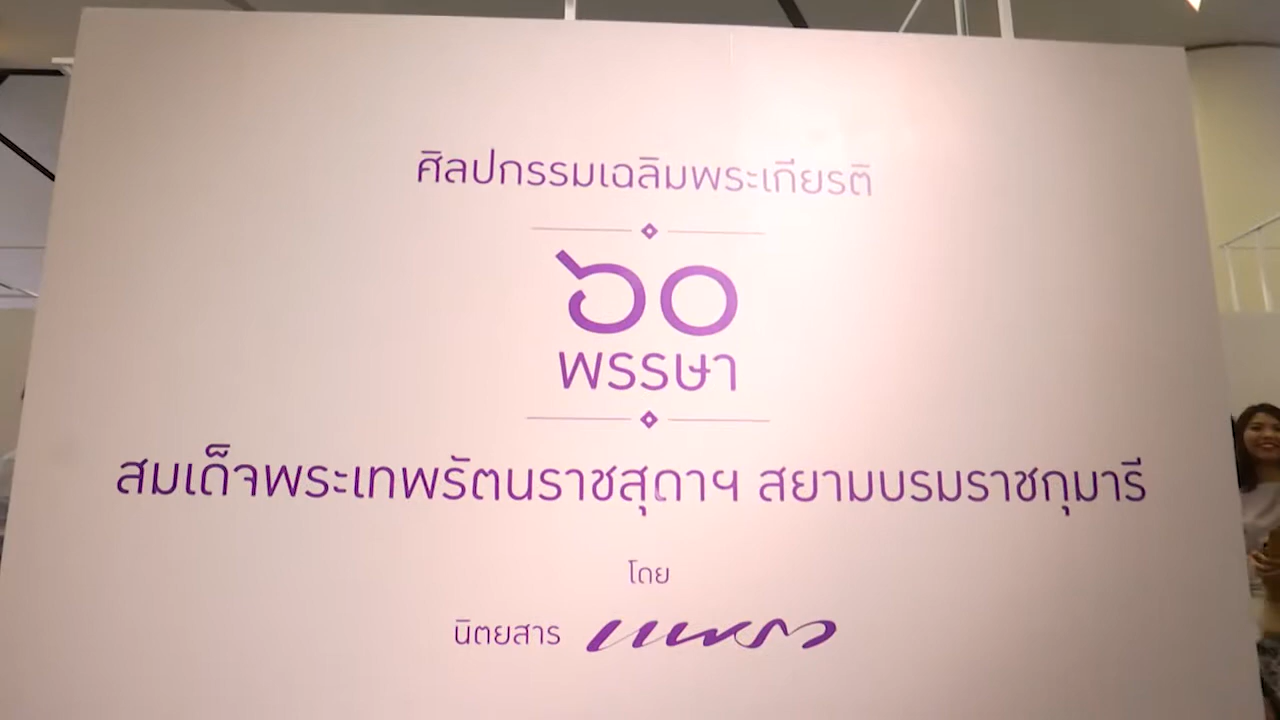 ศิลปกรรมเฉลิมพระเกียรติ
๖๐
พรรษา
สมเด็จพระเทพรัตนราชสุดาฯ สยามบรมราชกุมารี
โดย
นิตยสาร แพรว